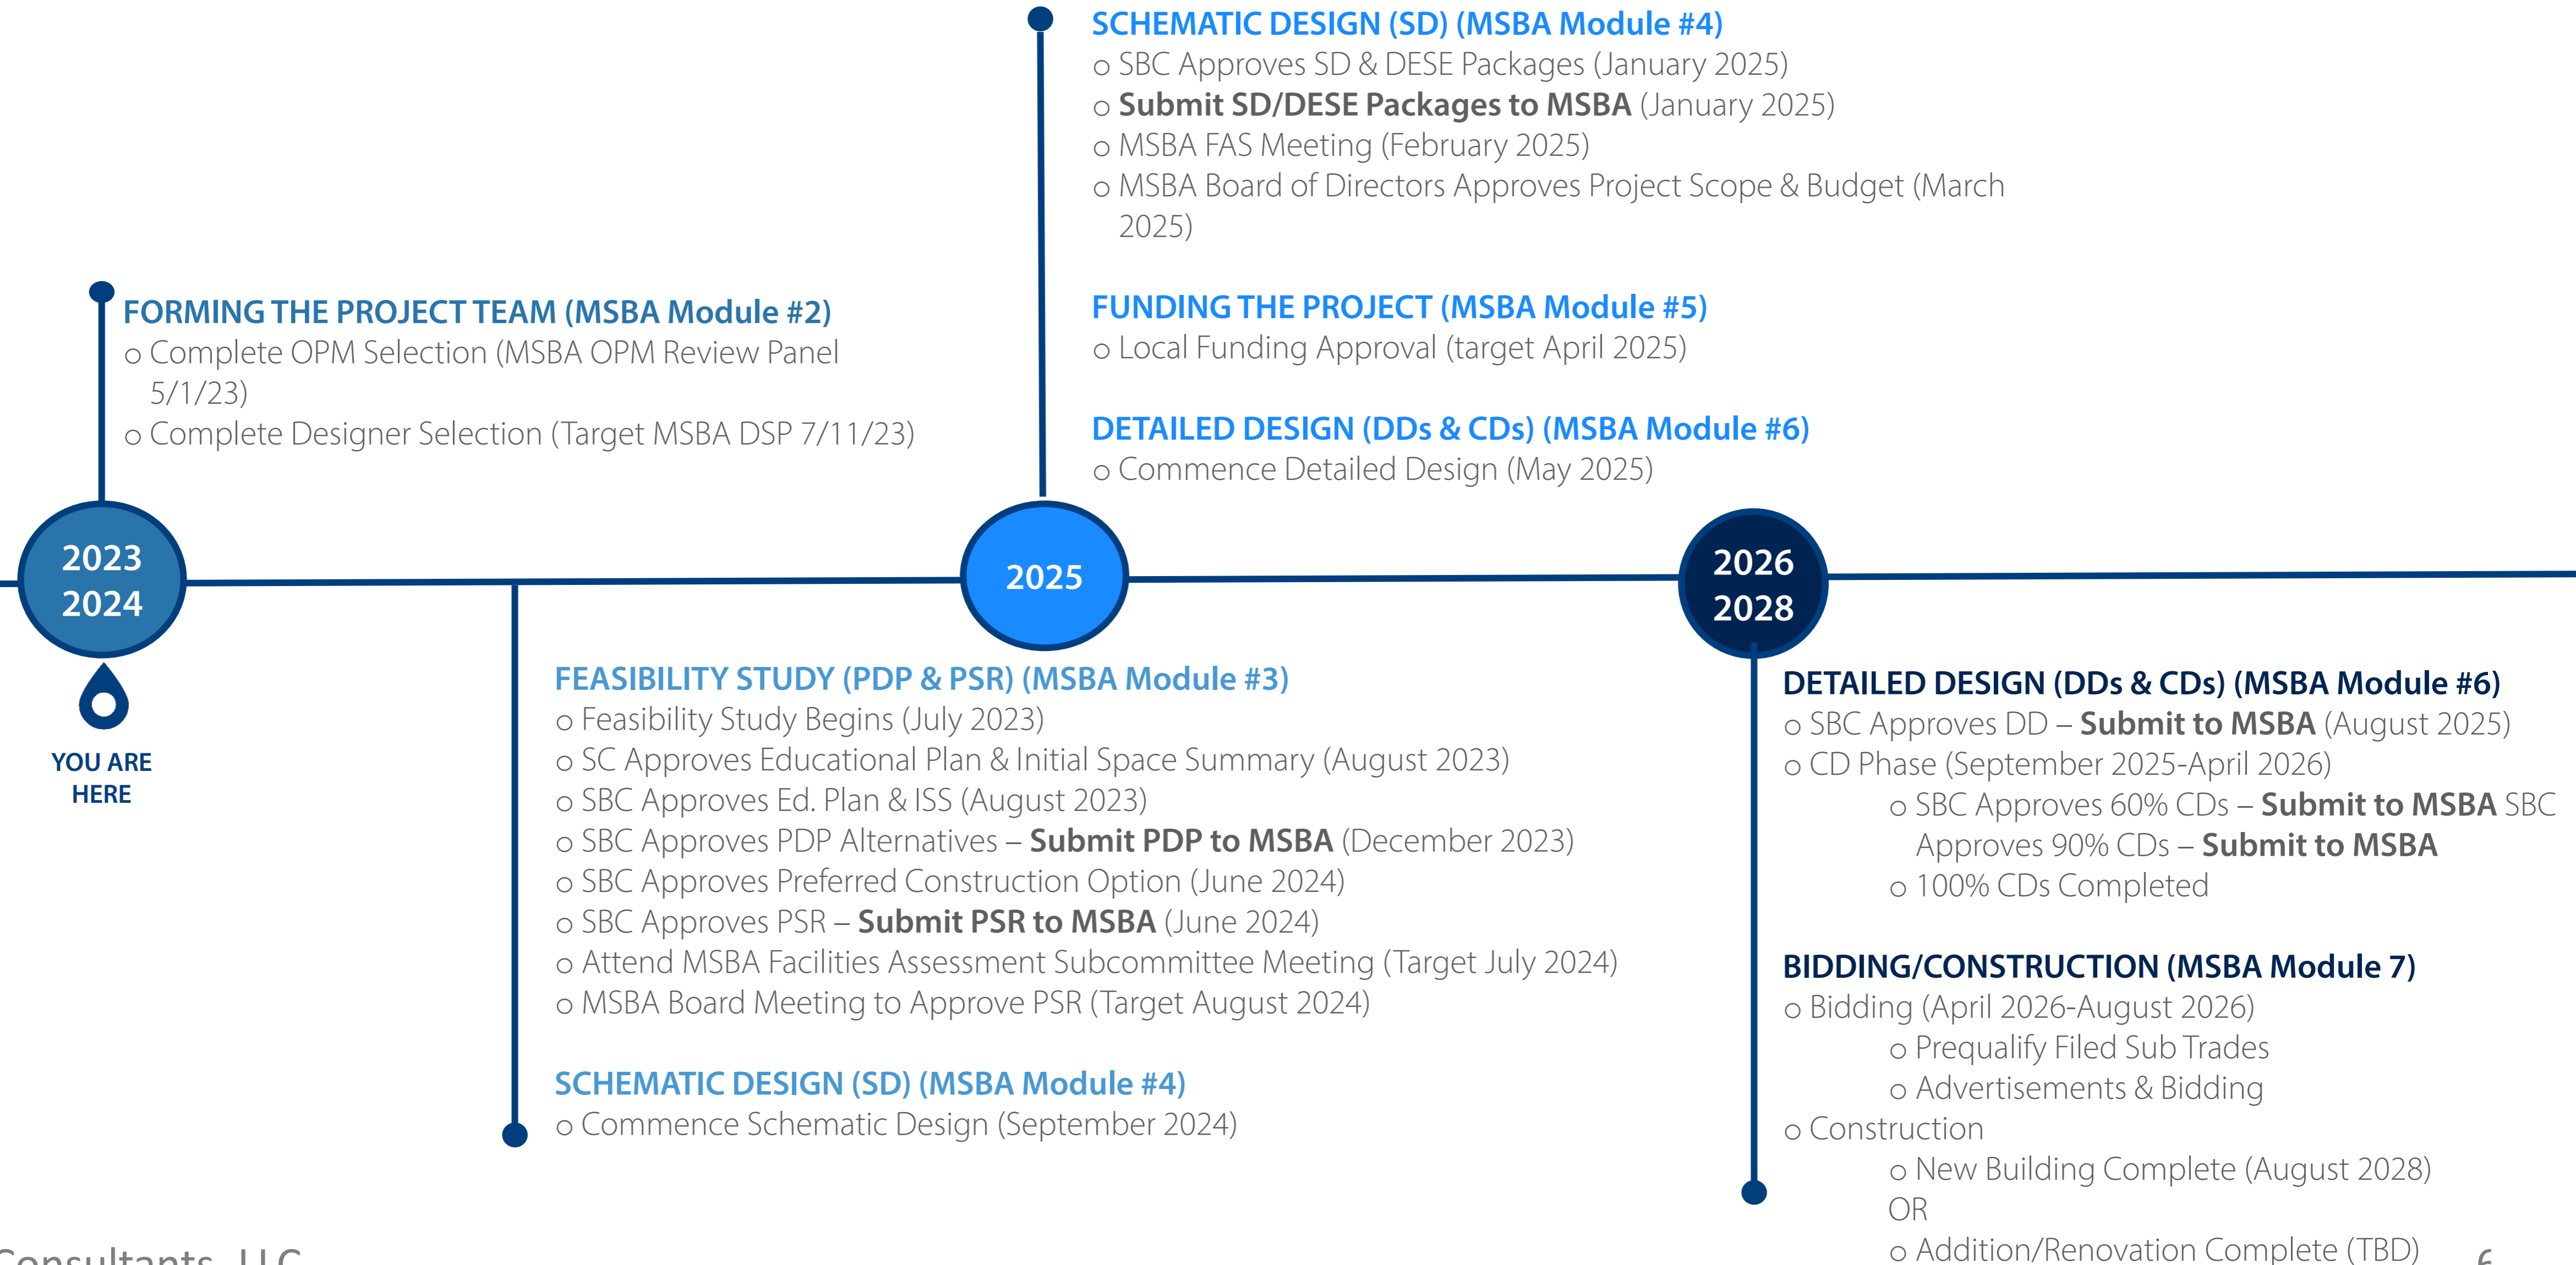 SCHEMATIC DESIGN (SD) (MSBA Module #4)
o SBC Approves SD & DESE Packages (January 2025)
o Submit SD/DESE Packages to MSBA (January 2025)
o MSBA FAS Meeting (February 2025)
o MSBA Board of Directors Approves Project Scope & Budget (March
2025)
FUNDING THE PROJECT (MSBA Module #5)
o Local Funding Approval (target April 2025)
DETAILED DESIGN (DDs & CDs) (MSBA Module #6)
o Commence Detailed Design (May 2025)
FORMING THE PROJECT TEAM (MSBA Module #2)
o Complete OPM Selection (MSBA OPM Review Panel
5/1/23)
o Complete Designer Selection (Target MSBA DSP 7/11/23)
2023
2024
2025
2026
2028
YOU ARE
HERE
FEASIBILITY STUDY (PDP & PSR) (MSBA Module #3)
o Feasibility Study Begins (July 2023)
o SC Approves Educational Plan & Initial Space Summary (August 2023)
o SBC Approves Ed. Plan & ISS (August 2023)
o SBC Approves PDP Alternatives – Submit PDP to MSBA (December 2023)
o SBC Approves Preferred Construction Option (June 2024)
o SBC Approves PSR – Submit PSR to MSBA (June 2024)
o Attend MSBA Facilities Assessment Subcommittee Meeting (Target July 2024)
o MSBA Board Meeting to Approve PSR (Target August 2024)
SCHEMATIC DESIGN (SD) (MSBA Module #4)
o Commence Schematic Design (September 2024)
DETAILED DESIGN (DDs & CDs) (MSBA Module #6)
o SBC Approves DD – Submit to MSBA (August 2025)
o CD Phase (September 2025-April 2026)
o SBC Approves 60% CDs – Submit to MSBA SBC
Approves 90% CDs – Submit to MSBA
o 100% CDs Completed
BIDDING/CONSTRUCTION (MSBA Module 7)
o Bidding (April 2026-August 2026)
o Prequalify Filed Sub Trades
o Advertisements & Bidding
o Construction
o New Building Complete (August 2028)
OR
o Addition/Renovation Complete (TBD)
Consultants, LLC